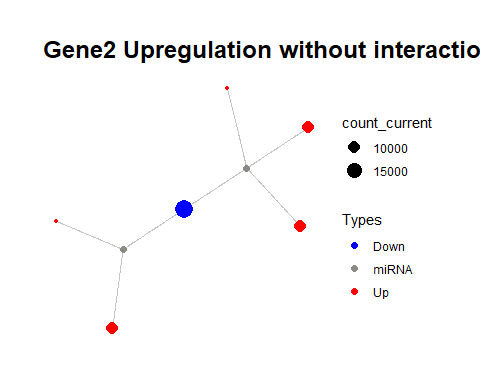 Gene2 Upregulation without interactio
count_current
10000
15000
Types
Down
miRNA
Up